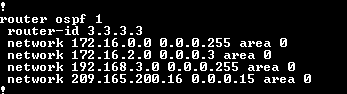 !
router ospf 1
 router-id 3.3.3.3
 network 172.16.0.0 0.0.0.255 area 0
 network 172.16.2.0 0.0.0.3 area 0
 network 192.168.3.0 0.0.0.255 area 0
 network 209.165.200.16 0.0.0.15 area 0
!